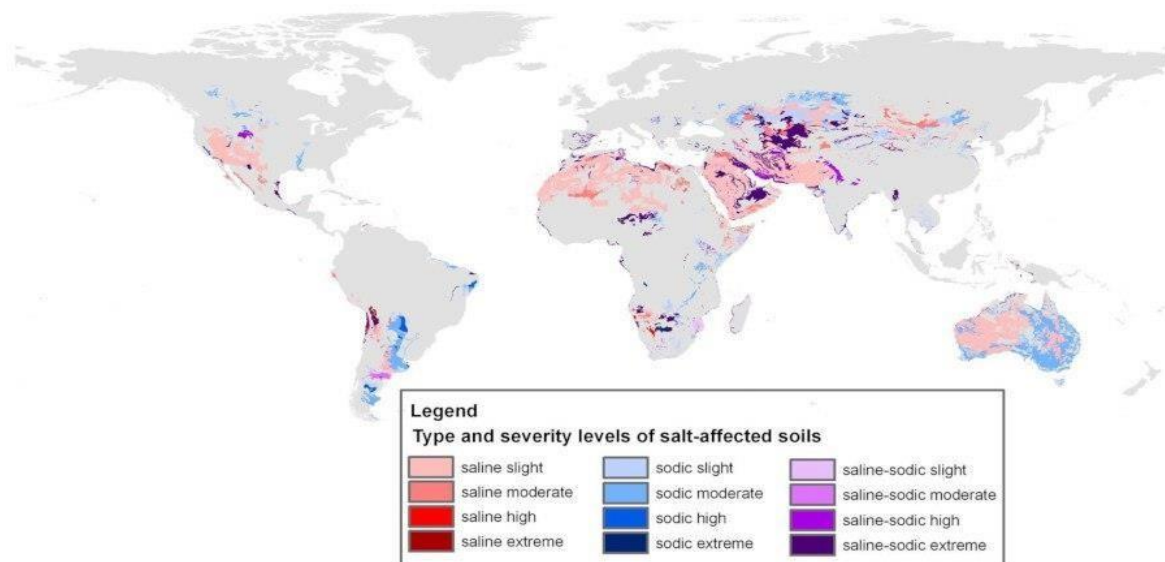 Legend
Type and severity levels of salt-affected soils
saline slight
saline moderate
saline high
saline extreme
sodic slight
sodic moderate
sodic high
sodic extreme
saline-sodic slight
saline-sodic moderate
saline-sodic high
saline-sodic extreme